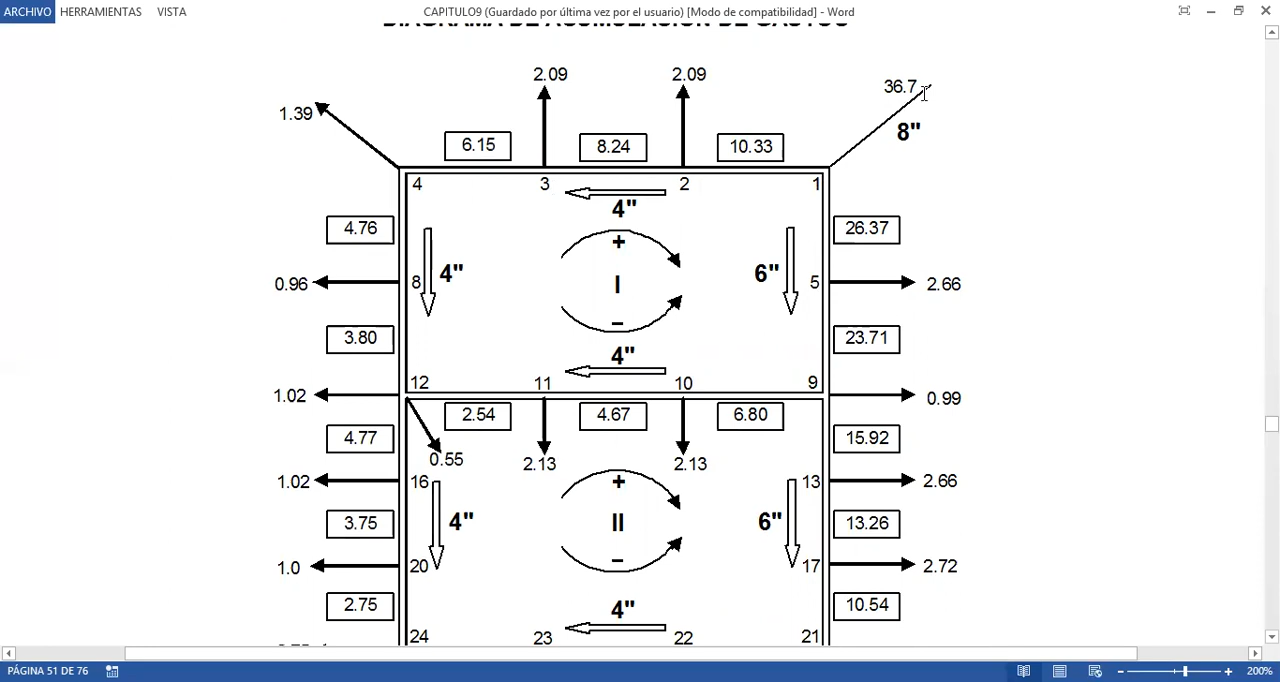 ARCHIVO HERRAMIENTAS VISTA CAPITULO9 (Guardado por última vez por el usuario) [Modo de compatibilidad] - Word
DIAGRAMA DE ACUMULACION DE GASTOS
2.09 2.09
36.7
1.39
8"
6.15 8.24 10.33
4 3 2 1
4"
4.76 + 26.37
4" I 6"
0.96 8 5 2.66
–
3.80 23.71
4"
12 11 10 9
1.02 0.99
2.54 4.67 6.80
4.77 15.92
0.55 2.13 2.13
1.02 16 + 13 2.66
3.75 4" II 6" 13.26
–
1.0 20 17 2.72
2.75 4" 10.54
24 23 22 21
PÁGINA 51 DE 76 200%